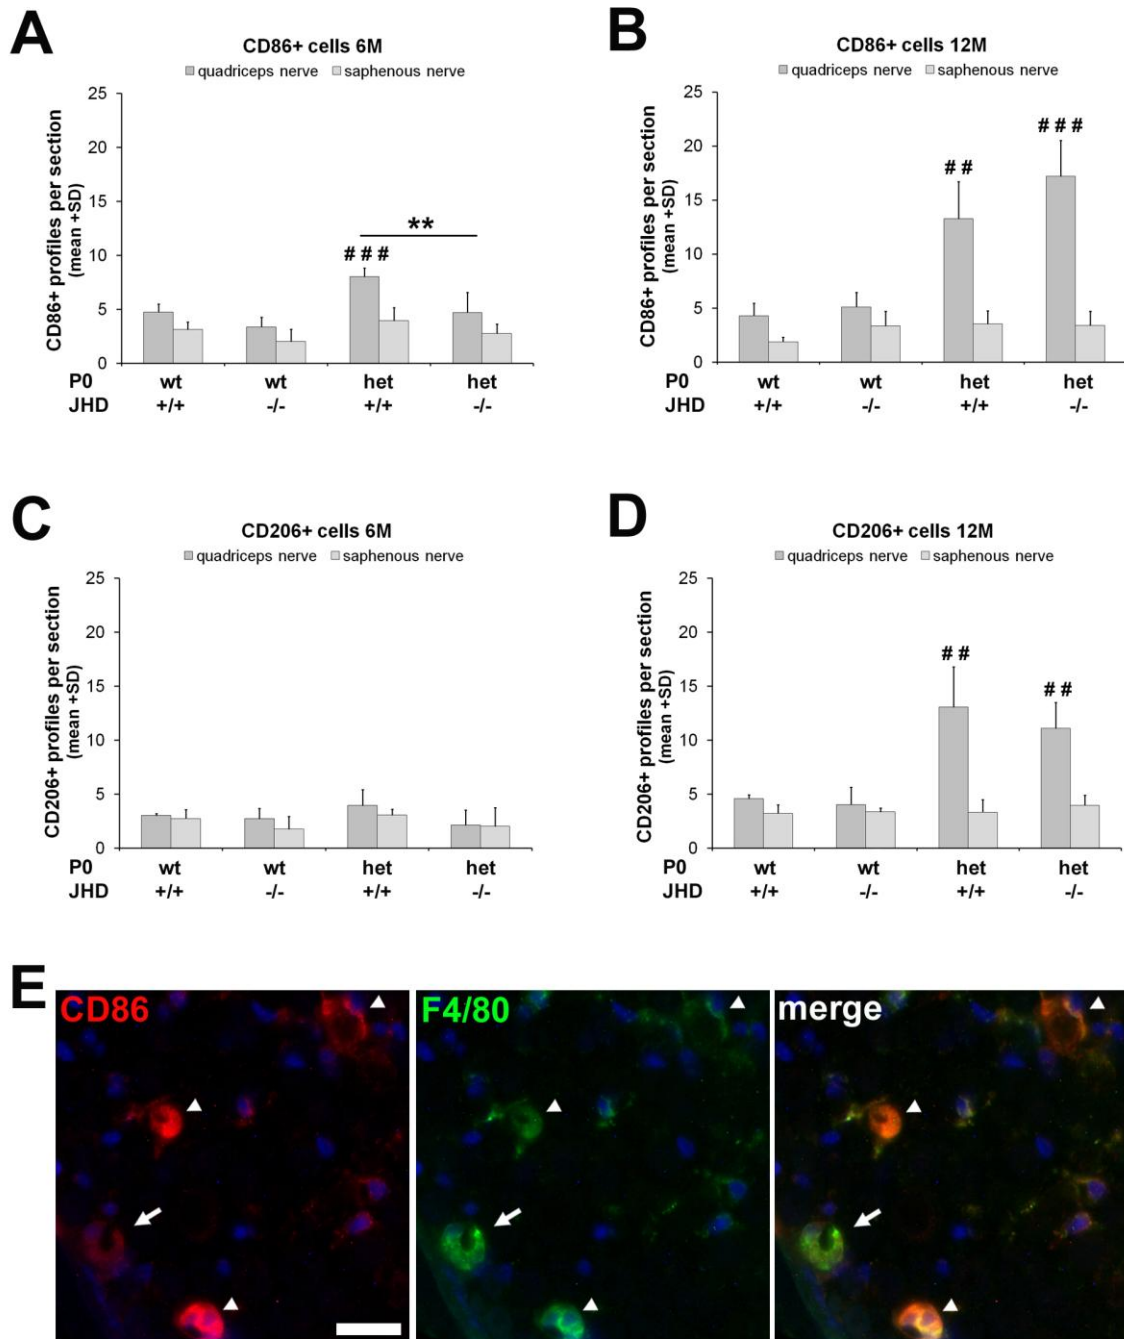 A
CD86+ cells 6M
quadriceps nerve saphenous nerve
CD86+ profiles per section
(mean +SD)
25
20
15
10
5
0
**
# # #
P0 wt wt het het
JHD +/+ -/- +/+ -/-
B
CD86+ cells 12M
quadriceps nerve saphenous nerve
CD86+ profiles per section
(mean +SD)
25
20
15
10
5
0
# #
# # #
P0 wt wt het het
JHD +/+ -/- +/+ -/-
C
CD206+ cells 6M
quadriceps nerve saphenous nerve
CD206+ profiles per section
(mean +SD)
25
20
15
10
5
0
P0 wt wt het het
JHD +/+ -/- +/+ -/-
D
CD206+ cells 12M
quadriceps nerve saphenous nerve
CD206+ profiles per section
(mean +SD)
25
20
15
10
5
0
# #
# #
P0 wt wt het het
JHD +/+ -/- +/+ -/-
E
CD86
F4/80
merge